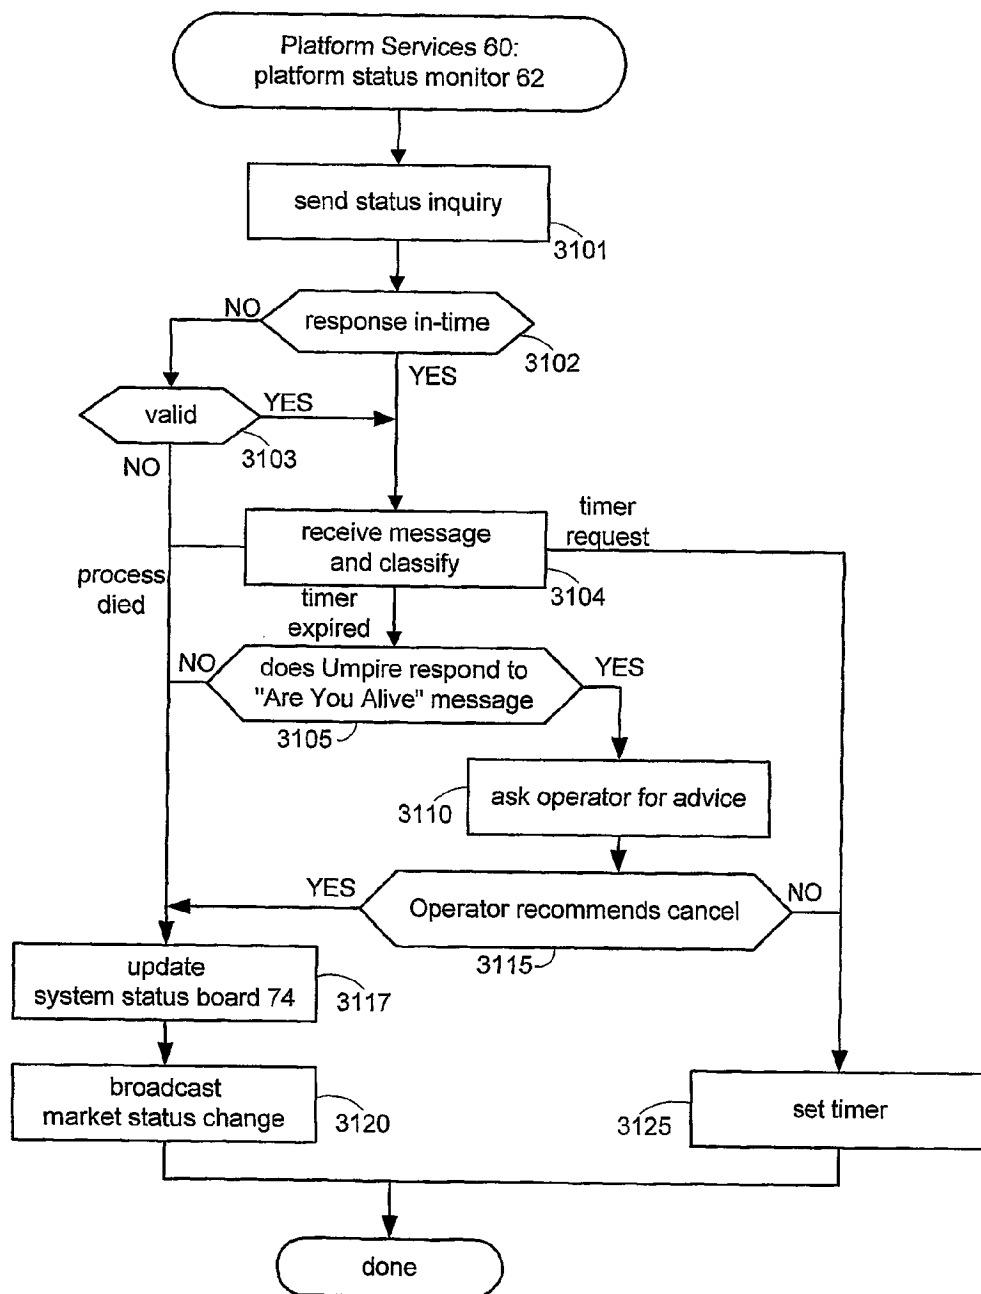 Platform Services 60:
platform status monitor 62
send status inquiry
3101
NO
response in-time
3102
YES
valid
YES
3103
NO
timer
request
receive message
and classify
3104
process
died
timer
expired
NO
does Umpire respond to
"Are You Alive" message
YES
3105
ask operator for advice
3110
YES
Operator recommends cancel
NO
3115
update
system status board 74
3117
broadcast
market status change
3120
set timer
3125
done